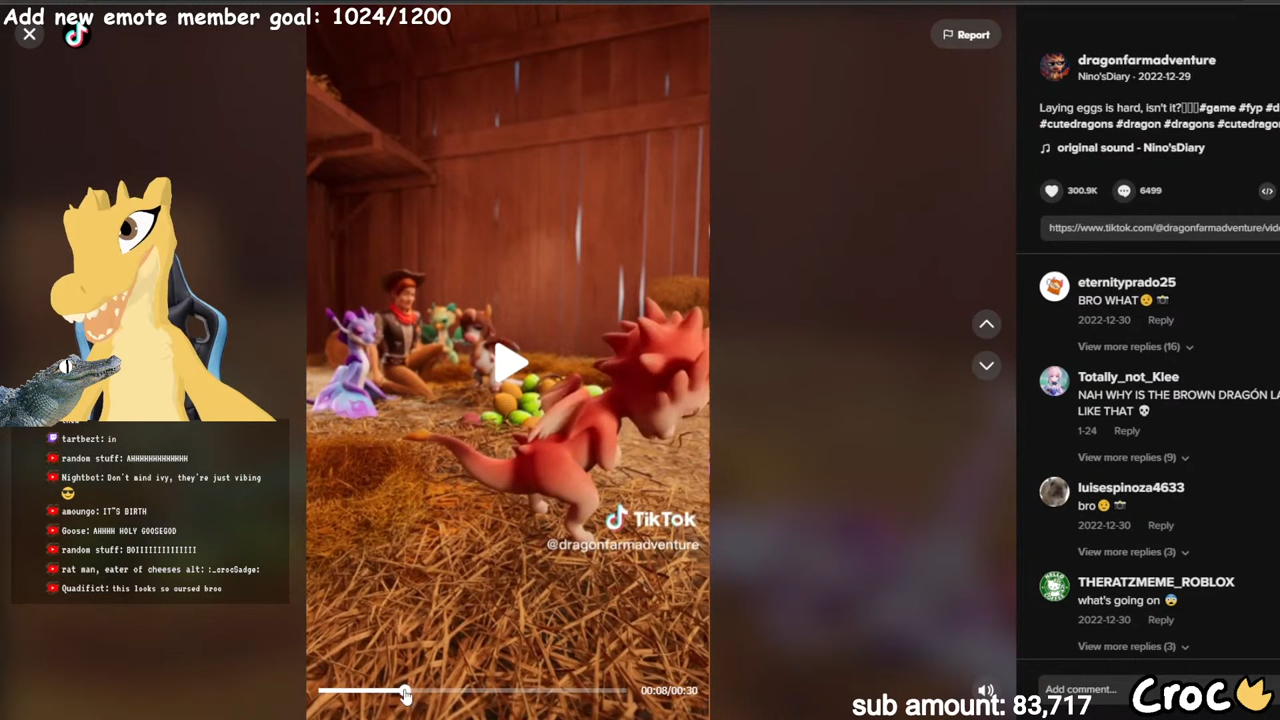 Add new emote member goal: 1024/1200
Report
dragonfarmadventure
Nino'sDiary - 2022-12-29
Laying eggs is hard, isn't it?▯▯▯#game #fyp #d
#cutedragons #dragon #dragons #cutedragon
original sound - Nino'sDiary
300.9K
6499
https://www.tiktok.com/@dragonfarmadventure/vid
eternityprado25
BRO WHAT😟📸
2022-12-30 Reply
View more replies (16)
Totally_not_Klee
NAH WHY IS THE BROWN DRAGÓN LA
LIKE THAT 💀
1-24 Reply
View more replies (9)
luisespinoza4633
bro😟📸
2022-12-30 Reply
View more replies (3)
THERATZMEME_ROBLOX
what's going on 😨
2022-12-30 Reply
View more replies (3)
Add comment...
tartbezt: in
random stuff: AHHHHHHHHHHHH
Nightbot: Don't mind ivy, they're just vibing
😎
amoungo: IT"S BIRTH
Goose: AHHHH HOLY GOOSEGOD
random stuff: BOIIIIIIIIIIIIII
rat man, eater of cheeses alt: :_crocSadge:
Quadifict: this looks so cursed broo
TikTok
@dragonfarmadventure
00:08/00:30
sub amount: 83,717
Croc